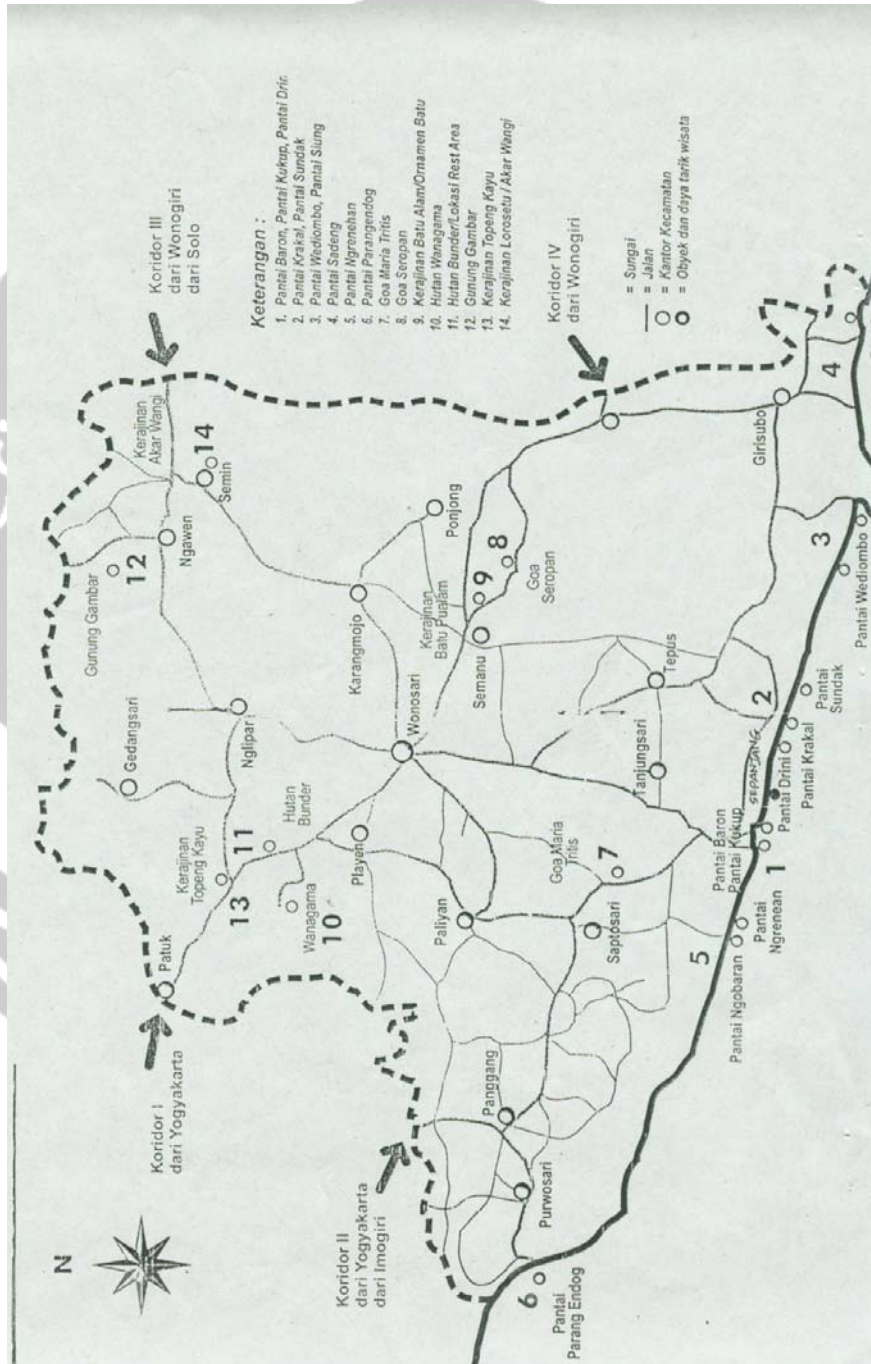 N
Koridor I
dari Yogyakarta
Koridor II
dari Yogyakarta
dari Imogiri
Koridor III
dari Wonogiri
dari Solo
Koridor IV
dari Wonogiri
Keterangan :
1. Pantai Baron, Pantai Kukup, Pantai Drir
2. Pantai Krakal, Pantai Sundak
3. Pantai Wediombo, Pantai Siung
4. Pantai Sadeng
5. Pantai Ngrenehan
6. Pantai Parangendog
7. Goa Maria Tritis
8. Goa Seropan
9. Kerajinan Batu Alam/Ornamen Batu
10. Hutan Wanagama
11. Hutan Bunder/Lokasi Rest Area
12. Gunung Gambar
13. Kerajinan Topeng Kayu
14. Kerajinan Lorosetu / Akar Wangi
= Sungai
= Jalan
= Kantor Kecamatan
= Obyek dan daya tarik wisata
Patuk
Kerajinan
Topeng Kayu
13
11
Hutan
Bunder
Wanagama
10
Gedangsari
Nglipar
Gunung Gambar
12
Ngawen
Kerajinan
Akar Wangi
14
Semin
Playen
Wonosari
Karangmojo
Ponjong
Kerajinan
Batu Pualam
9
8
Goa
Seropan
Semanu
Paliyan
Goa Maria
Tritis
7
Saptosari
Panggang
Purwosari
6
Pantai
Parang Endog
Tanjungsari
Tepus
Girisubo
4
3
2
SEPANJANG
1
5
Pantai Ngobaran
Pantai
Ngrenean
Pantai Baron
Pantai Kukup
Pantai Drini
Pantai Krakal
Pantai
Sundak
Pantai Wediombo